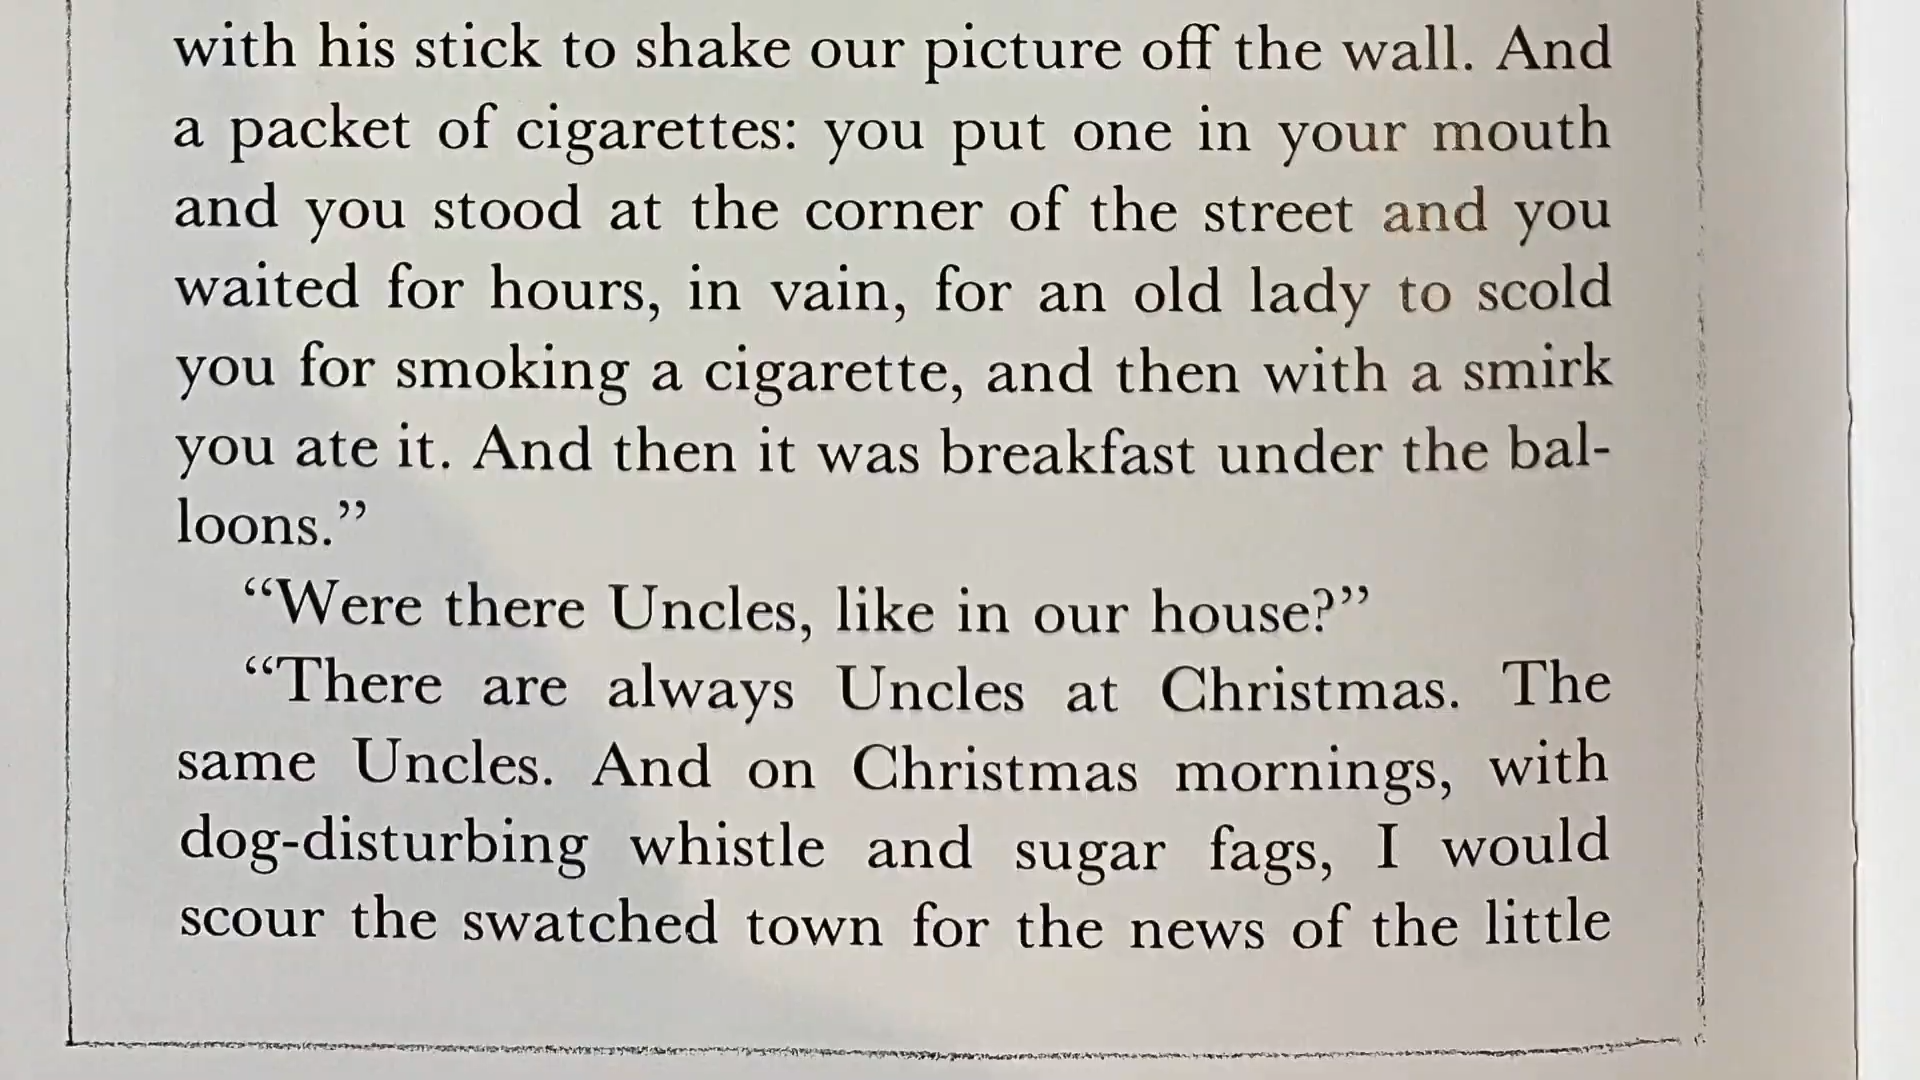 with his stick to shake our picture off the wall. And
a packet of cigarettes: you put one in your mouth
and you stood at the corner of the street and you
waited for hours, in vain, for an old lady to scold
you for smoking a cigarette, and then with a smirk
you ate it. And then it was breakfast under the bal-
loons.”
“Were there Uncles, like in our house?”
“There are always Uncles at Christmas. The
same Uncles. And on Christmas mornings, with
dog-disturbing whistle and sugar fags, I would
scour the swatched town for the news of the little